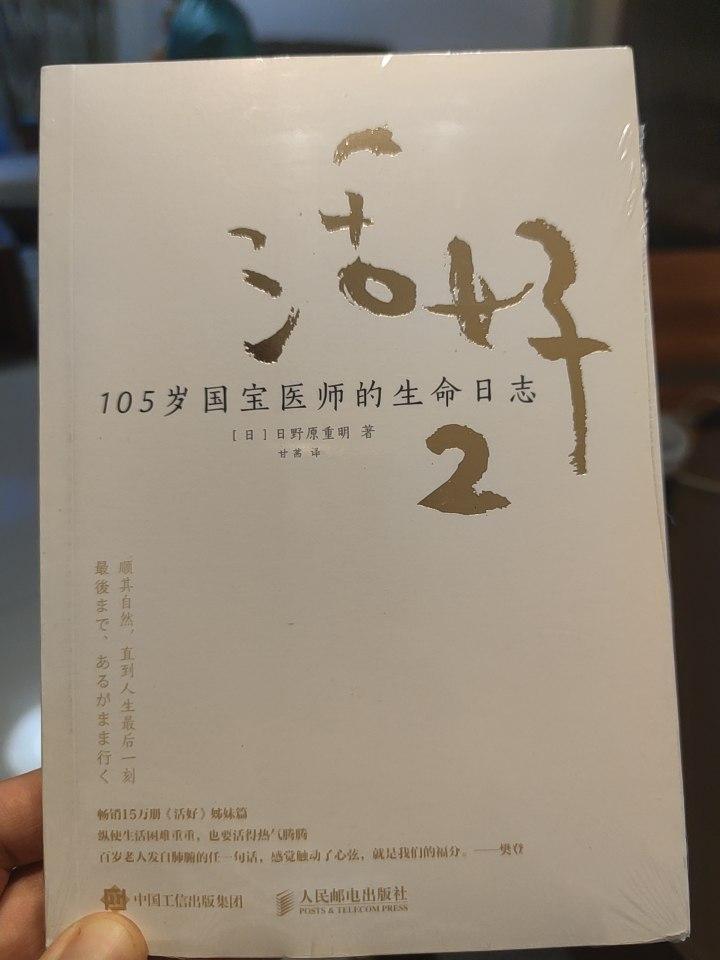 活好
2
105岁国宝医师的生命日志
[日]日野原重明 著
甘茜 译
顺其自然，直到人生最后一刻
最後まで、あるがまま行く
畅销15万册《活好》姊妹篇
纵使生活困难重重，也要活得热气腾腾
百岁老人发自肺腑的任一句话，感觉触动了心弦，就是我们的福分。——樊登
中国工信出版集团
人民邮电出版社
POSTS & TELECOM PRESS